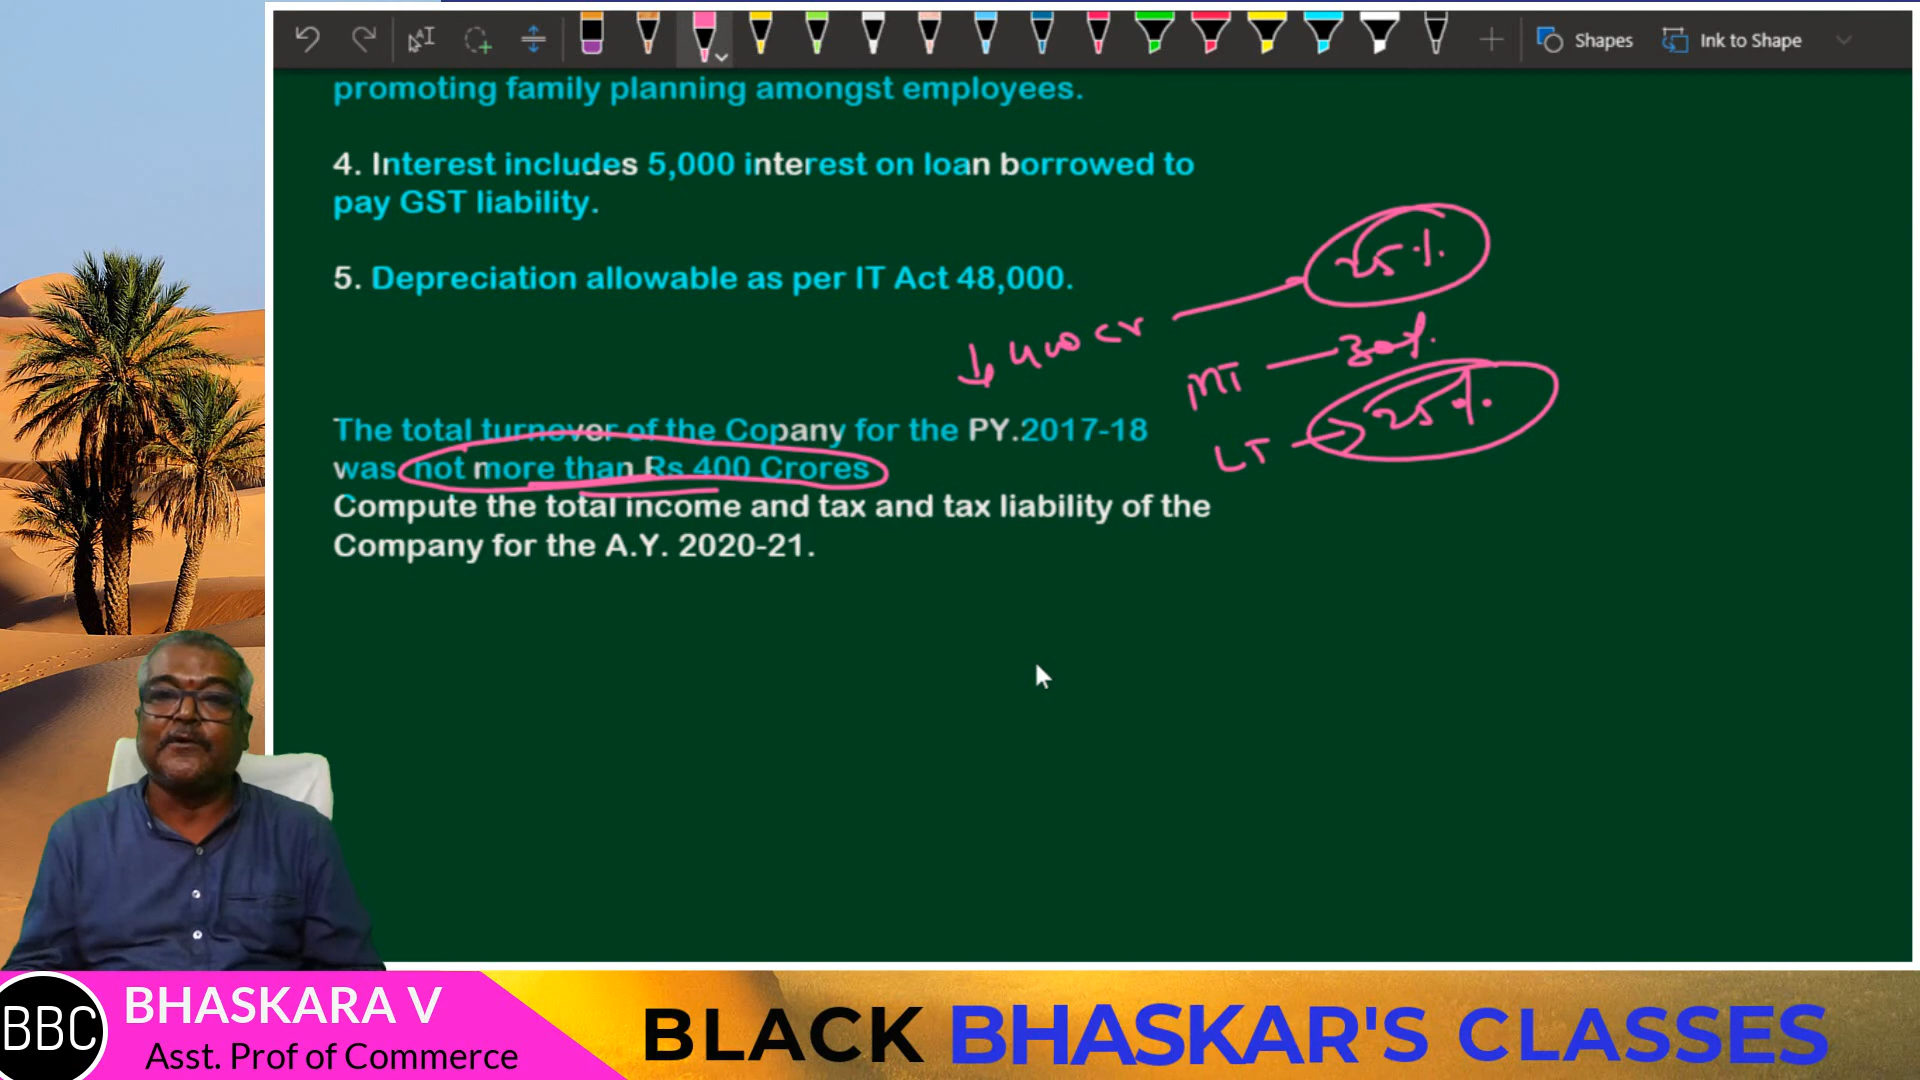 Shapes
Ink to Shape
promoting family planning amongst employees.
4. Interest includes 5,000 interest on loan borrowed to
pay GST liability.
25%
5. Depreciation allowable as per IT Act 48,000.
↓ 400 Cr
MT — 30%
LT → 25%
The total turnover of the Copany for the PY.2017-18
was not more than Rs 400 Crores
Compute the total income and tax and tax liability of the
Company for the A.Y. 2020-21.
BBC
BHASKARA V
Asst. Prof of Commerce
BLACK BHASKAR'S CLASSES